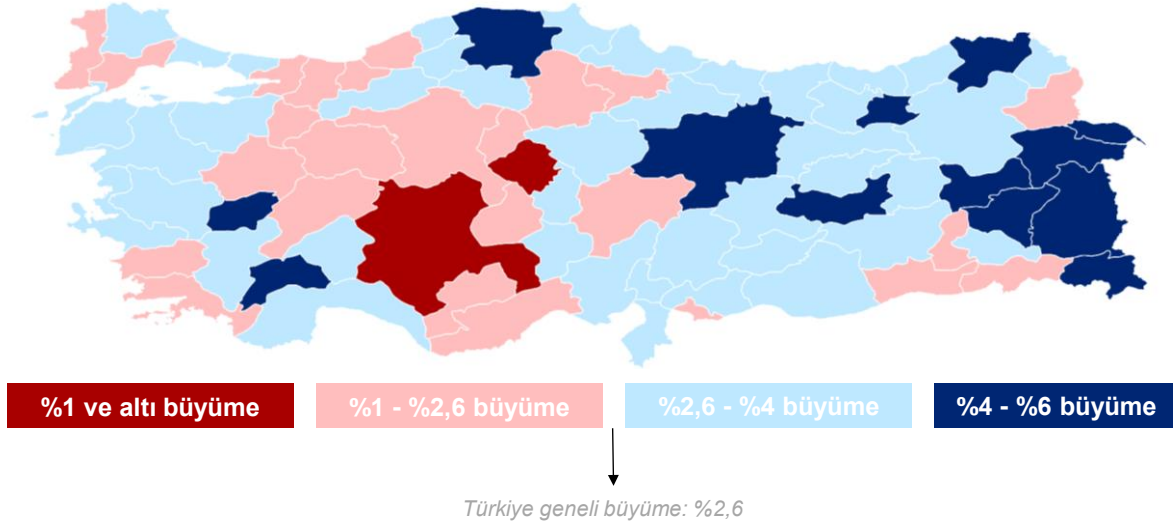 %1 ve altı büyüme
%1 - %2,6 büyüme
%2,6 - %4 büyüme
%4 - %6 büyüme
Türkiye geneli büyüme: %2,6